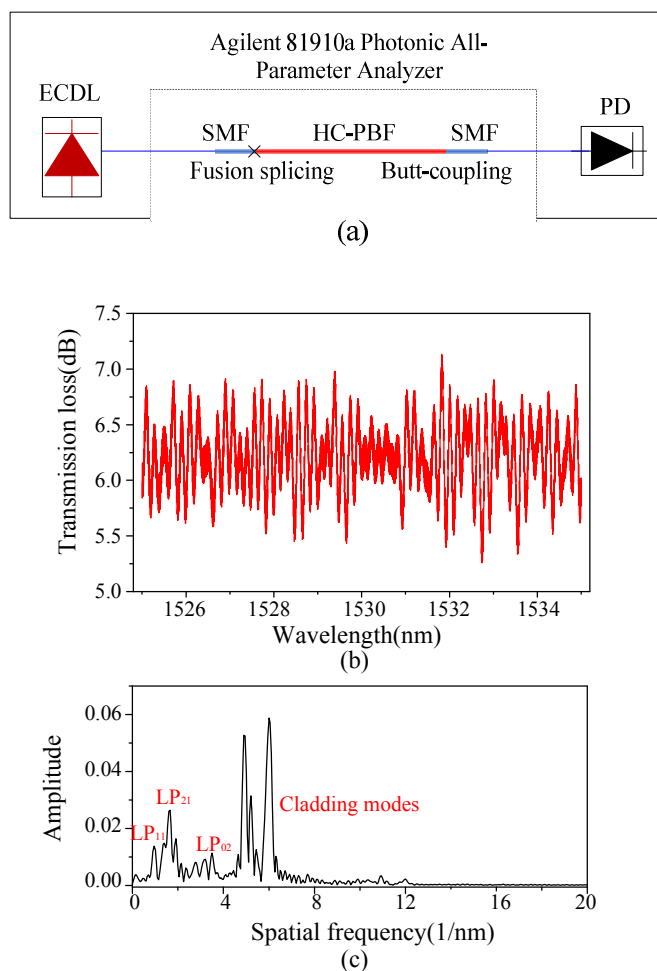 Agilent 81910a Photonic All-
Parameter Analyzer
ECDL
PD
SMF HC-PBF SMF
Fusion splicing Butt-coupling
(a)
7.5
7.0
6.5
6.0
5.5
5.0
Transmission loss(dB)
1526 1528 1530 1532 1534
Wavelength(nm)
(b)
0.06
0.04
0.02
0.00
Amplitude
LP₂₁
LP₁₁
LP₀₂
Cladding modes
0 4 8 12 16 20
Spatial frequency(1/nm)
(c)